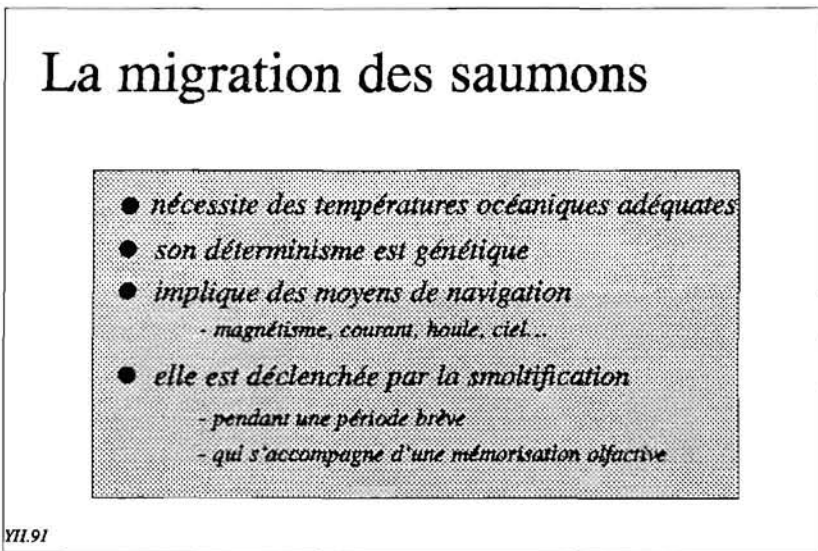 La migration des saumons
● nécessite des températures océaniques adéquates
● son déterminisme est génétique
● implique des moyens de navigation
- magnétisme, courant, houle, ciel...
● elle est déclenchée par la smoltification
- pendant une période brève
- qui s'accompagne d'une mémorisation olfactive
YH.91